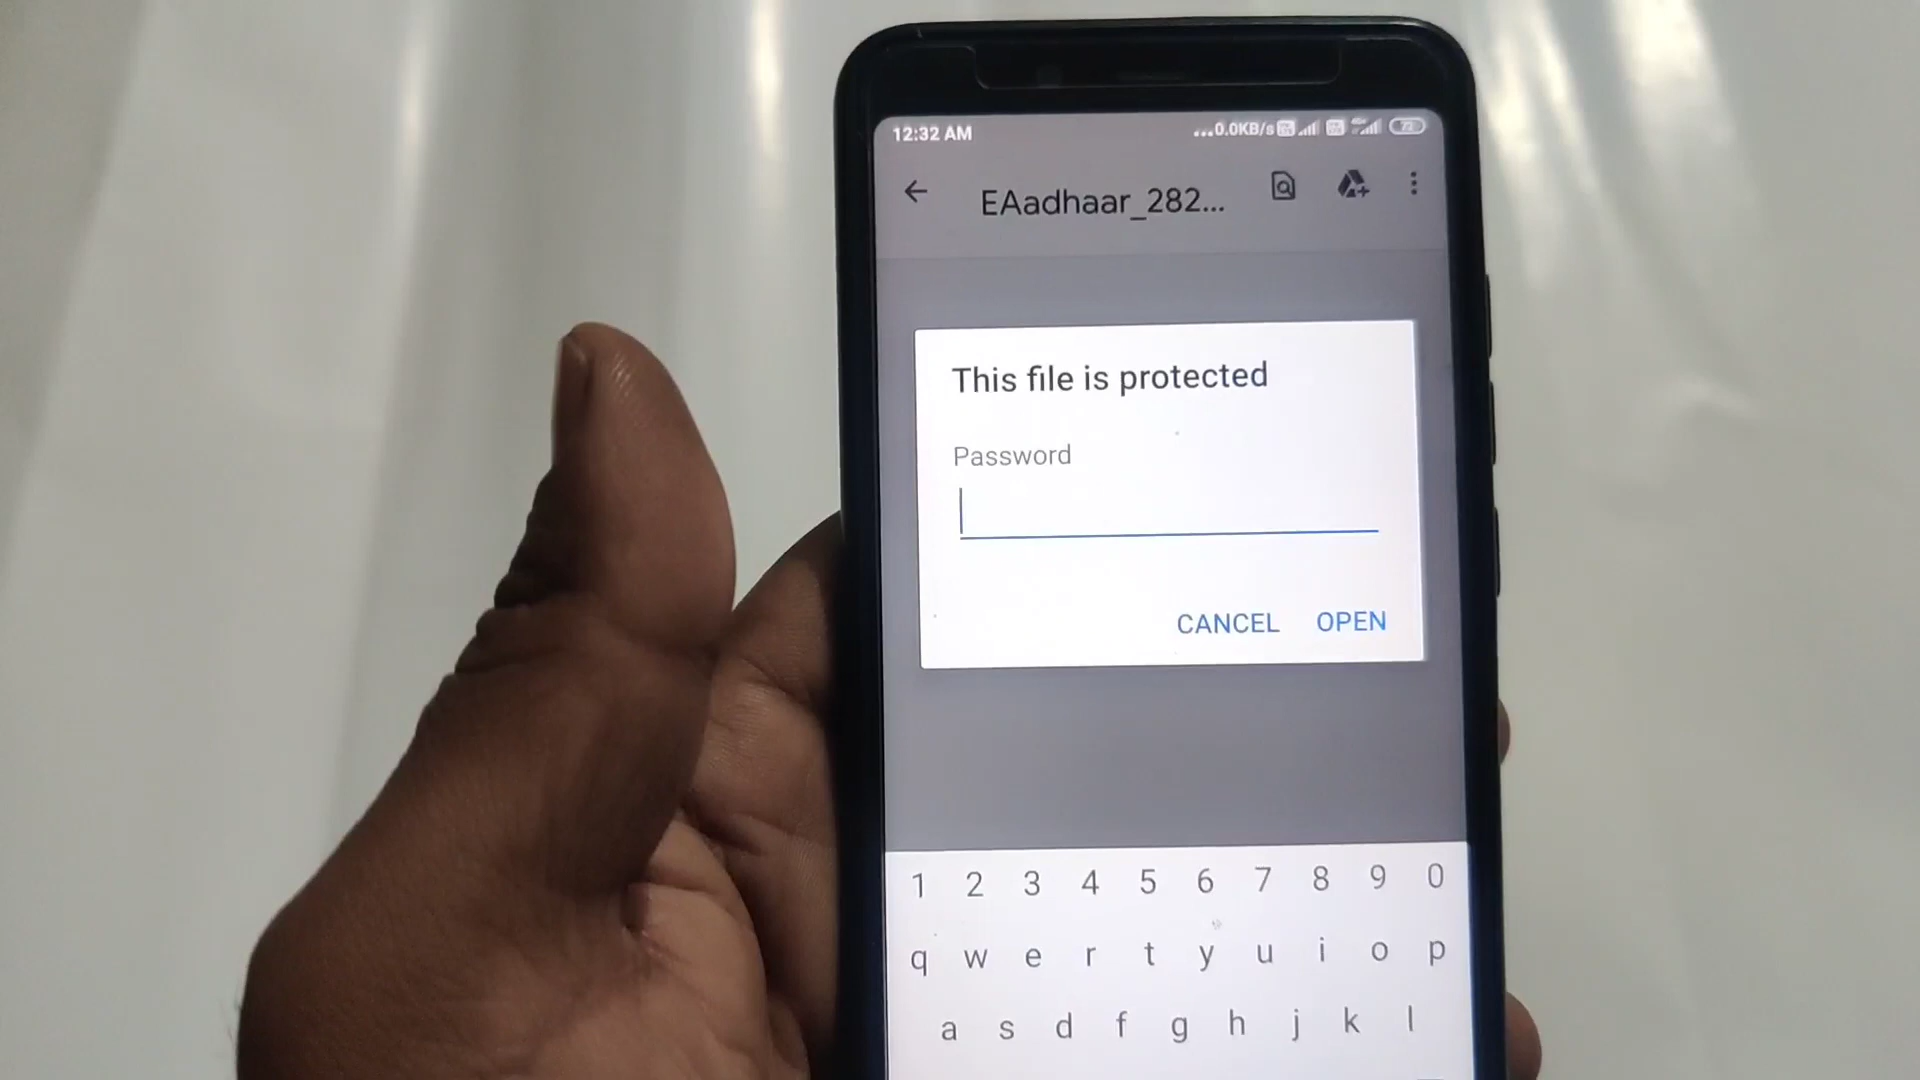 12:32 AM ...0.0KB/s 72
EAadhaar_282...
This file is protected
Password
CANCEL OPEN
1 2 3 4 5 6 7 8 9 0
q w e r t y u i o p
a s d f g h j k l